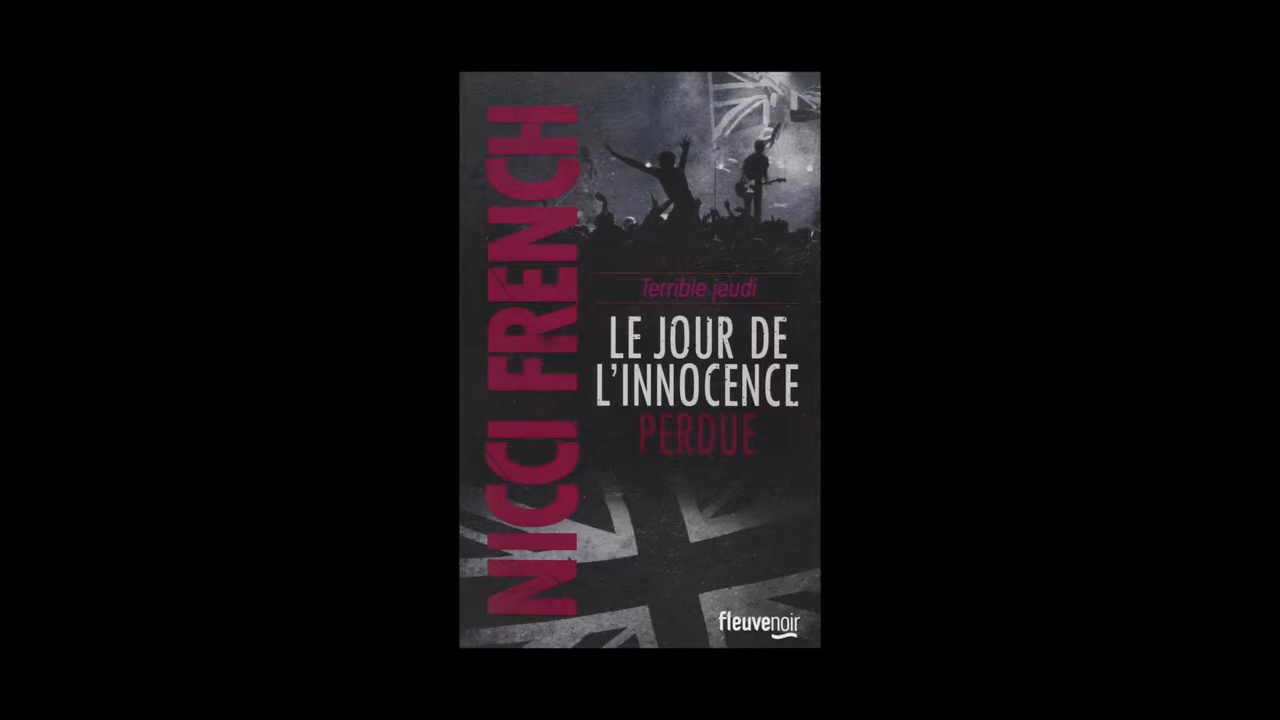 NICCI FRENCH
Terrible jeudi
LE JOUR DE
L'INNOCENCE
PERDUE
fleuvenoir